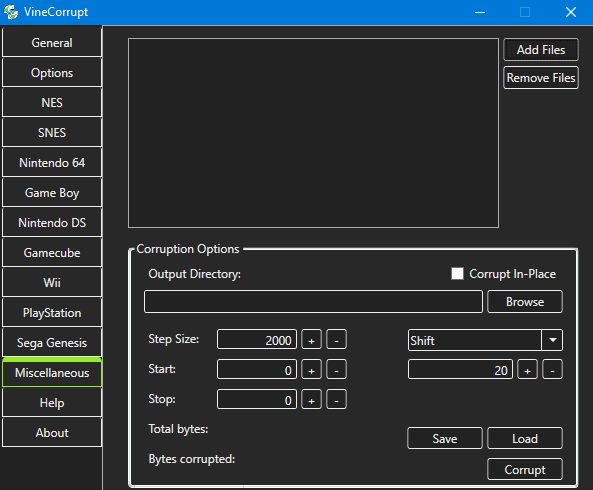 VineCorrupt
General
Options
NES
SNES
Nintendo 64
Game Boy
Nintendo DS
Gamecube
Wii
PlayStation
Sega Genesis
Miscellaneous
Help
About
Add Files
Remove Files
Corruption Options
Output Directory:
Corrupt In-Place
Browse
Step Size: 2000 + - Shift
Start: 0 + - 20 + -
Stop: 0 + -
Total bytes:
Save Load
Bytes corrupted:
Corrupt